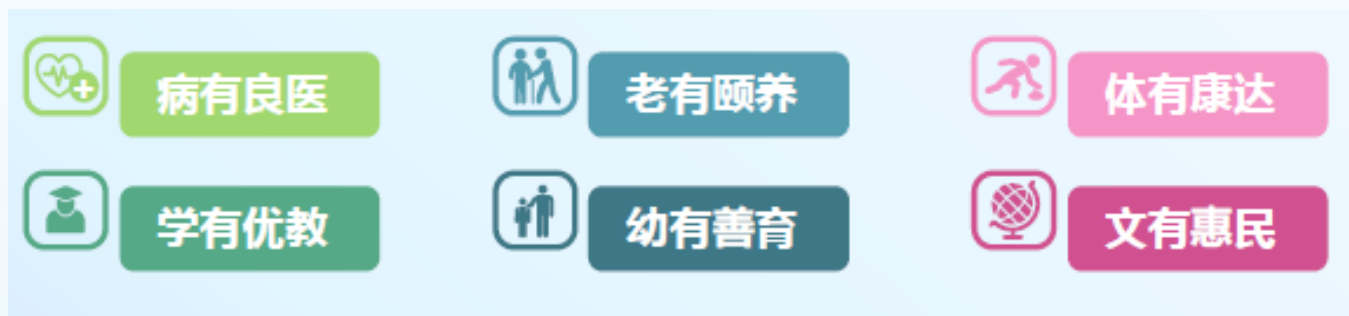 病有良医
老有颐养
体有康达
学有优教
幼有善育
文有惠民